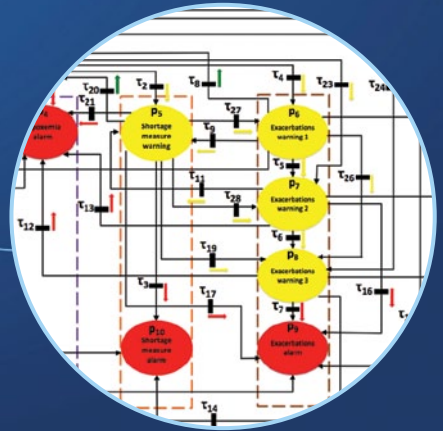 τ20
τ2
τ8
τ4
τ23
τ24
τ21
P5
Shortage
measure
warning
τ27
P6
Exacerbations
warning 1
alarm
τ9
τ5
P7
Exacerbations
warning 2
τ26
τ11
τ28
τ12
τ13
τ6
P8
Exacerbations
warning 3
τ19
τ3
τ17
τ7
τ16
P10
Shortage
measure
alarm
P9
Exacerbations
alarm
τ14